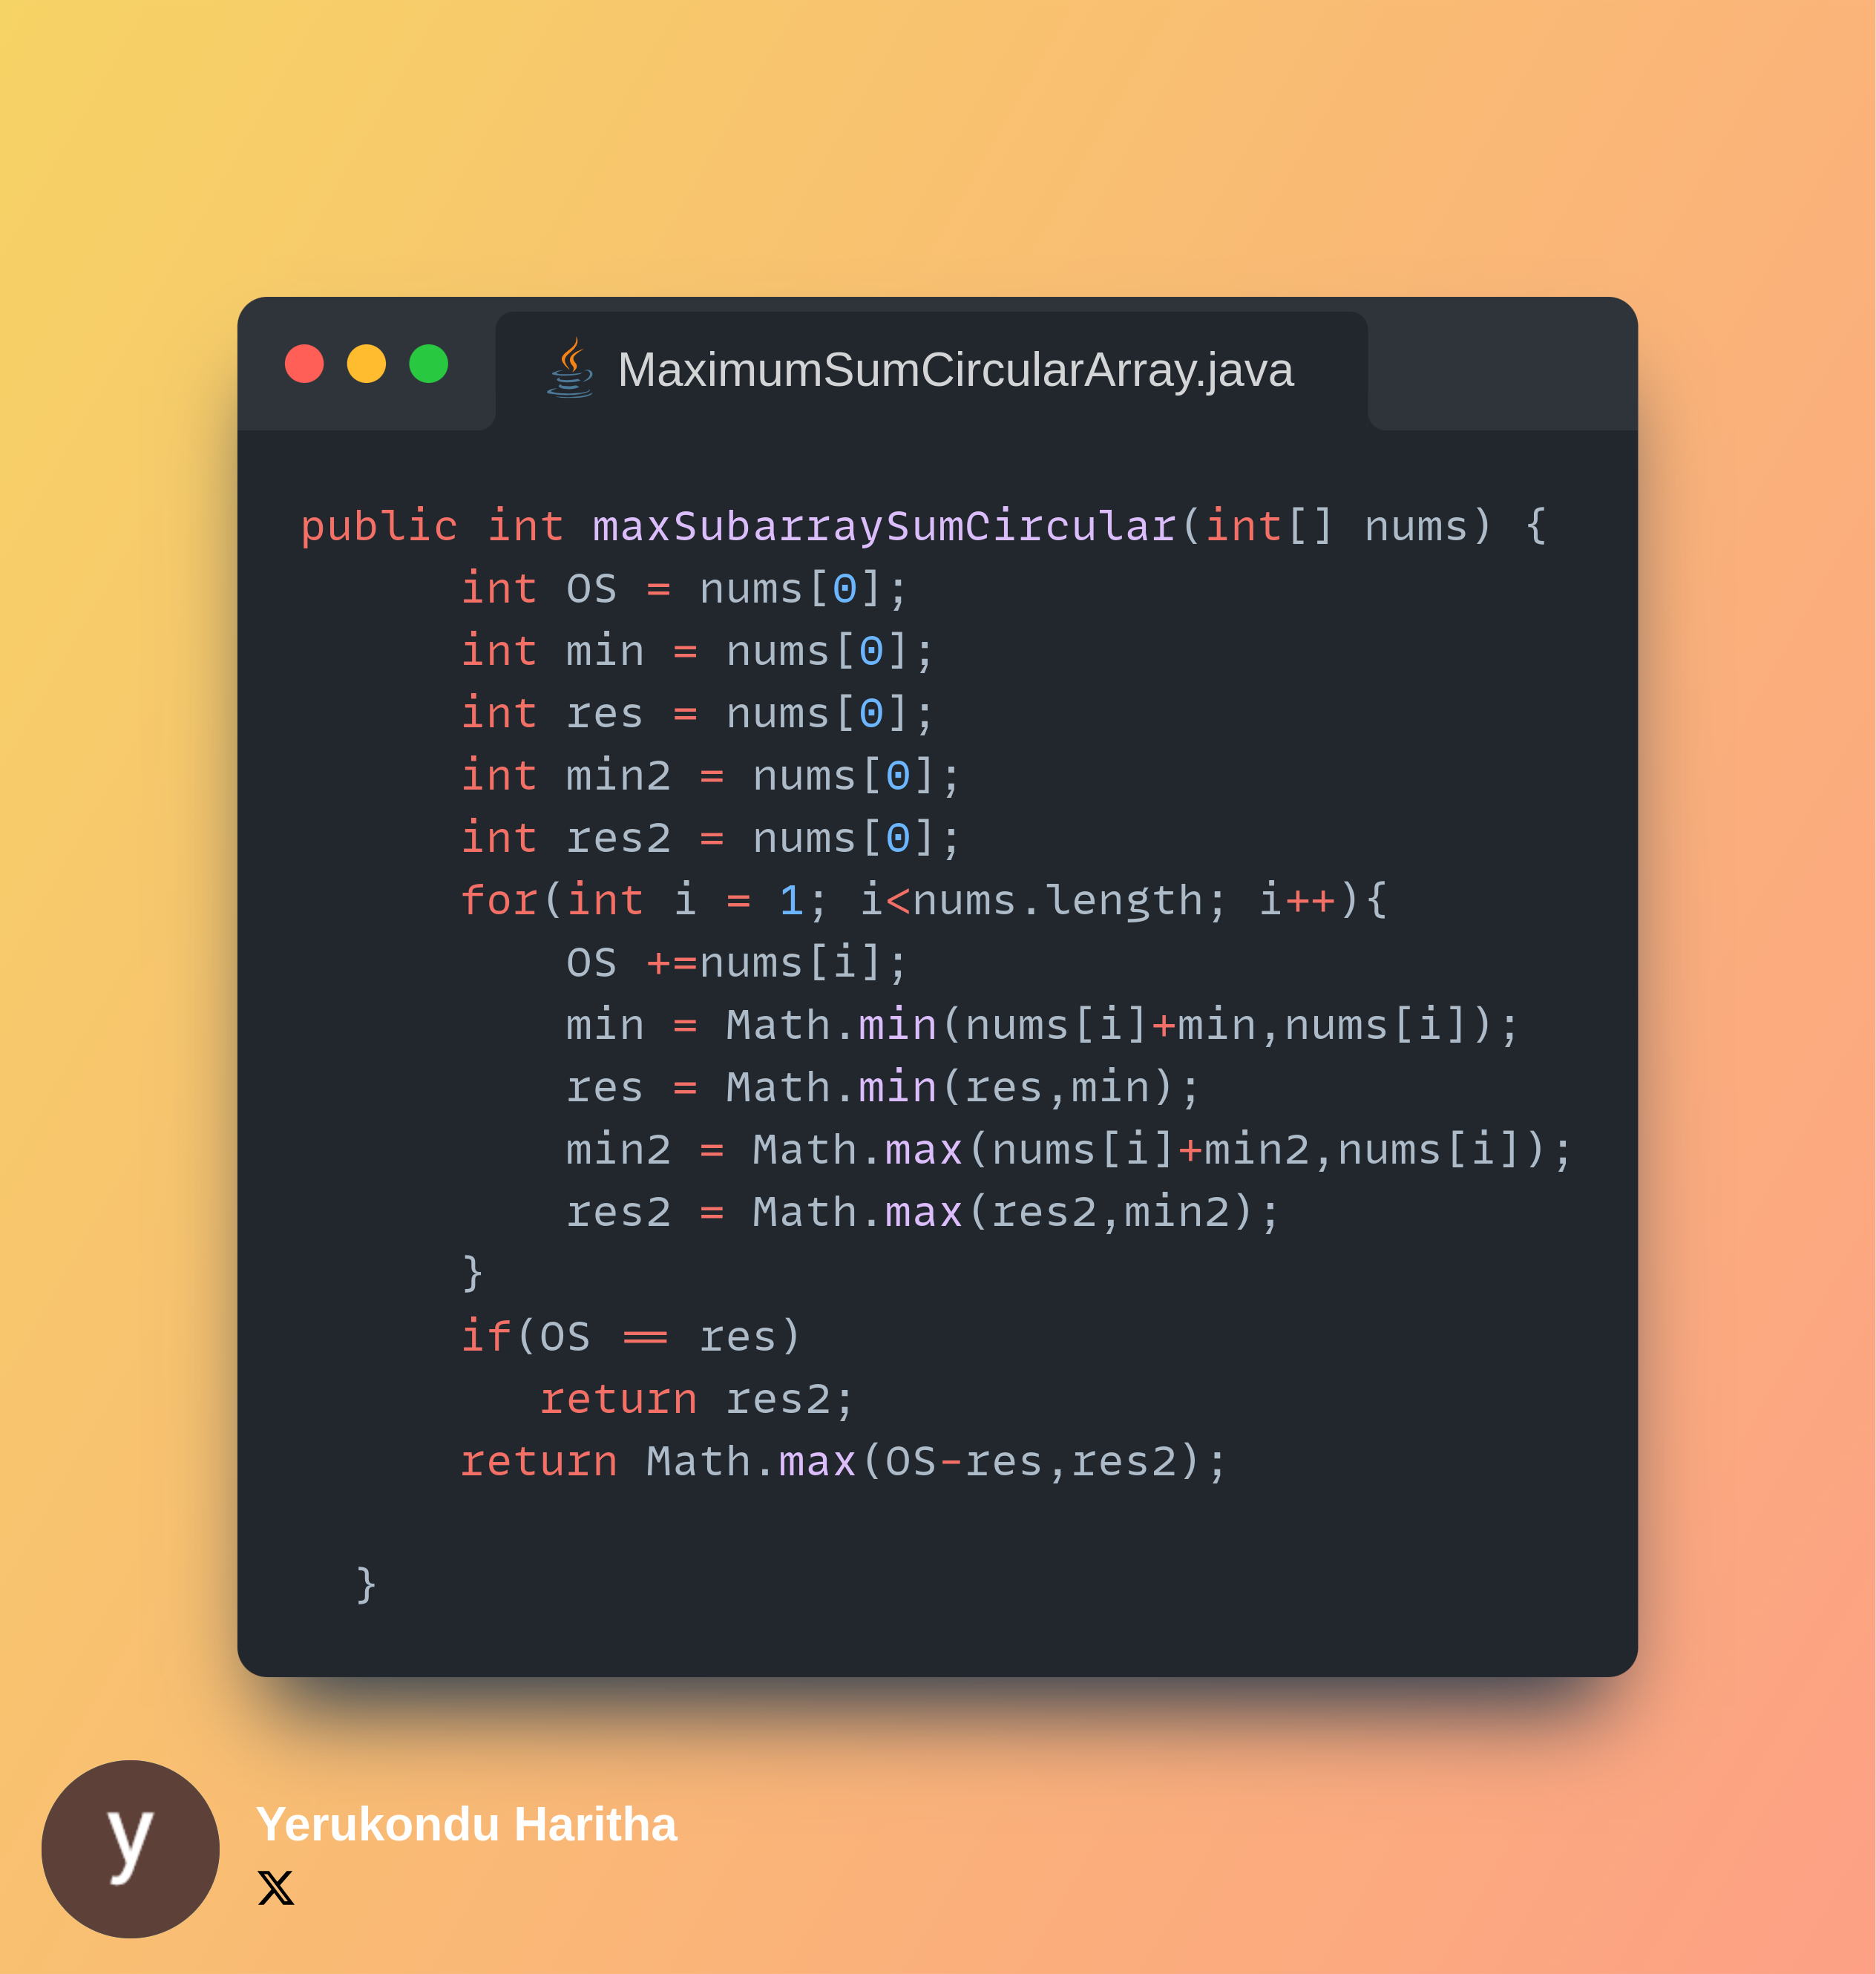 MaximumSumCircularArray.java
public int maxSubarraySumCircular(int[] nums) {
      int OS = nums[0];
      int min = nums[0];
      int res = nums[0];
      int min2 = nums[0];
      int res2 = nums[0];
      for(int i = 1; i<nums.length; i++){
          OS +=nums[i];
          min = Math.min(nums[i]+min,nums[i]);
          res = Math.min(res,min);
          min2 = Math.max(nums[i]+min2,nums[i]);
          res2 = Math.max(res2,min2);
      }
      if(OS == res)
         return res2;
      return Math.max(OS-res,res2);
  }
y
Yerukondu Haritha